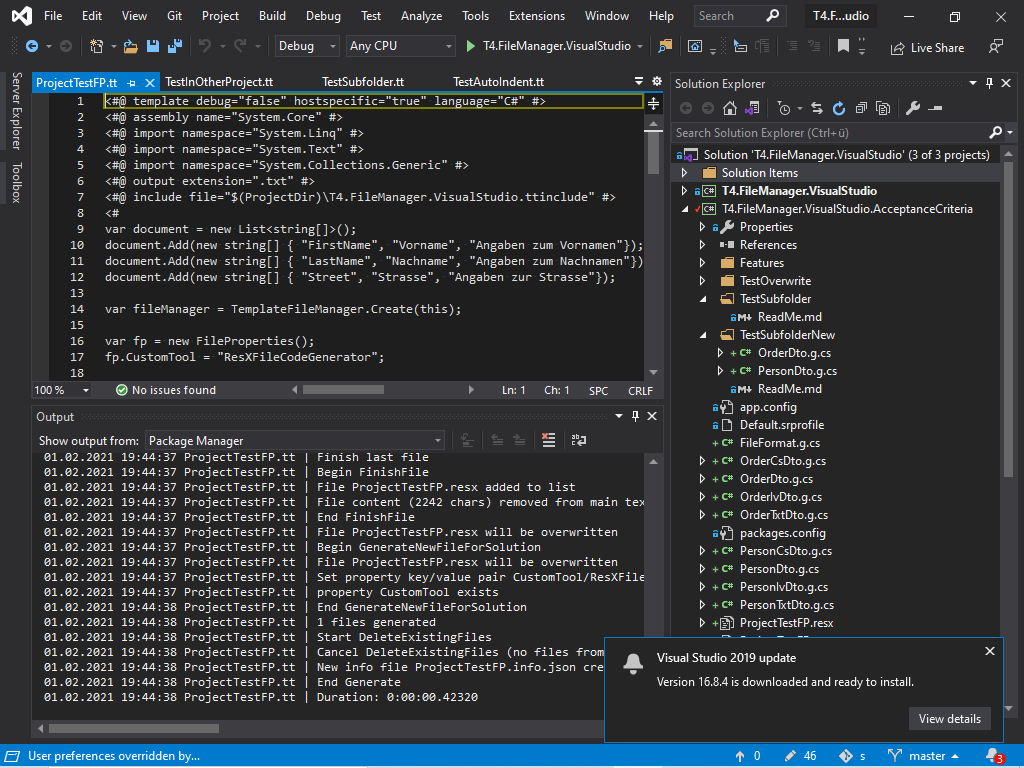 File Edit View Git Project Build Debug Test Analyze Tools Extensions Window Help Search T4.F...udio
Debug Any CPU T4.FileManager.VisualStudio Live Share
Server Explorer
Toolbox
ProjectTestFP.tt TestInOtherProject.tt TestSubfolder.tt TestAutoIndent.tt
1 <#@ template debug="false" hostspecific="true" language="C#" #>
2 <#@ assembly name="System.Core" #>
3 <#@ import namespace="System.Linq" #>
4 <#@ import namespace="System.Text" #>
5 <#@ import namespace="System.Collections.Generic" #>
6 <#@ output extension=".txt" #>
7 <#@ include file="$(ProjectDir)\T4.FileManager.VisualStudio.ttinclude" #>
8 <#
9 var document = new List<string[]>();
10 document.Add(new string[] { "FirstName", "Vorname", "Angaben zum Vornamen"});
11 document.Add(new string[] { "LastName", "Nachname", "Angaben zum Nachnamen"})
12 document.Add(new string[] { "Street", "Strasse", "Angaben zur Strasse"});
13
14 var fileManager = TemplateFileManager.Create(this);
15
16 var fp = new FileProperties();
17 fp.CustomTool = "ResXFileCodeGenerator";
18
100 % No issues found Ln: 1 Ch: 1 SPC CRLF
Output
Show output from: Package Manager
01.02.2021 19:44:37 ProjectTestFP.tt | Finish last file
01.02.2021 19:44:37 ProjectTestFP.tt | Begin FinishFile
01.02.2021 19:44:37 ProjectTestFP.tt | File ProjectTestFP.resx added to list
01.02.2021 19:44:37 ProjectTestFP.tt | File content (2242 chars) removed from main tex
01.02.2021 19:44:37 ProjectTestFP.tt | End FinishFile
01.02.2021 19:44:37 ProjectTestFP.tt | File ProjectTestFP.resx will be overwritten
01.02.2021 19:44:37 ProjectTestFP.tt | Begin GenerateNewFileForSolution
01.02.2021 19:44:37 ProjectTestFP.tt | File ProjectTestFP.resx will be overwritten
01.02.2021 19:44:37 ProjectTestFP.tt | Set property key/value pair CustomTool/ResXFile
01.02.2021 19:44:37 ProjectTestFP.tt | property CustomTool exists
01.02.2021 19:44:38 ProjectTestFP.tt | End GenerateNewFileForSolution
01.02.2021 19:44:38 ProjectTestFP.tt | 1 files generated
01.02.2021 19:44:38 ProjectTestFP.tt | Start DeleteExistingFiles
01.02.2021 19:44:38 ProjectTestFP.tt | Cancel DeleteExistingFiles (no files from
01.02.2021 19:44:38 ProjectTestFP.tt | New info file ProjectTestFP.info.json cre
01.02.2021 19:44:38 ProjectTestFP.tt | End Generate
01.02.2021 19:44:38 ProjectTestFP.tt | Duration: 0:00:00.42320
Solution Explorer
Search Solution Explorer (Ctrl+ü)
Solution 'T4.FileManager.VisualStudio' (3 of 3 projects)
Solution Items
C# T4.FileManager.VisualStudio
C# T4.FileManager.VisualStudio.AcceptanceCriteria
Properties
References
Features
TestOverwrite
TestSubfolder
M↓ ReadMe.md
TestSubfolderNew
+ C# OrderDto.g.cs
+ C# PersonDto.g.cs
M↓ ReadMe.md
app.config
Default.srprofile
+ C# FileFormat.g.cs
+ C# OrderCsDto.g.cs
+ C# OrderDto.g.cs
+ C# OrderIvDto.g.cs
+ C# OrderTxtDto.g.cs
packages.config
+ C# PersonCsDto.g.cs
+ C# PersonDto.g.cs
+ C# PersonIvDto.g.cs
+ C# PersonTxtDto.g.cs
+ ProjectTestFP.resx
Visual Studio 2019 update
Version 16.8.4 is downloaded and ready to install.
View details
User preferences overridden by... 0 46 s master 3